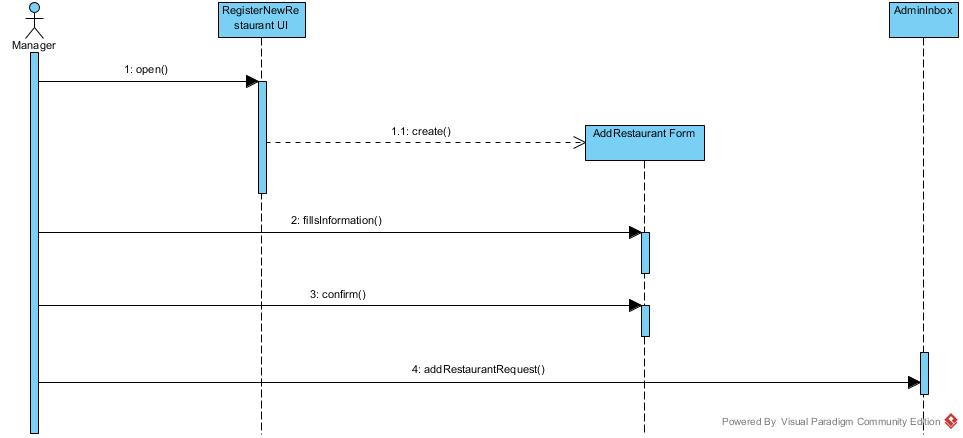 RegisterNewRe
staurant UI
AdminInbox
Manager
1: open()
1.1: create()
AddRestaurant Form
2: fillsInformation()
3: confirm()
4: addRestaurantRequest()
Powered By Visual Paradigm Community Edition